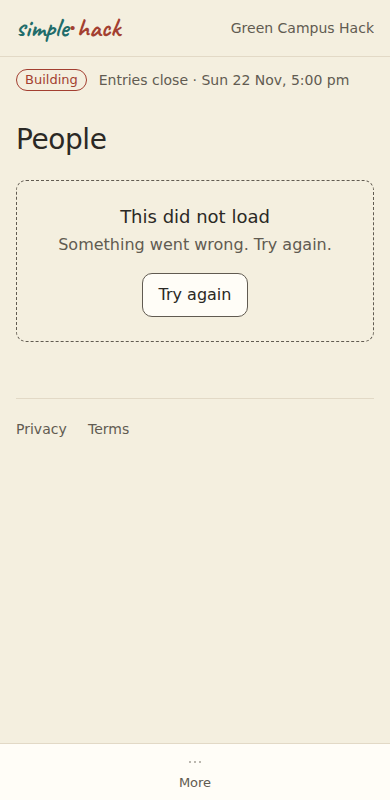 simple·hack
Green Campus Hack
Building
Entries close · Sun 22 Nov, 5:00 pm
People
This did not load
Something went wrong. Try again.
Try again
Privacy
Terms
...
More